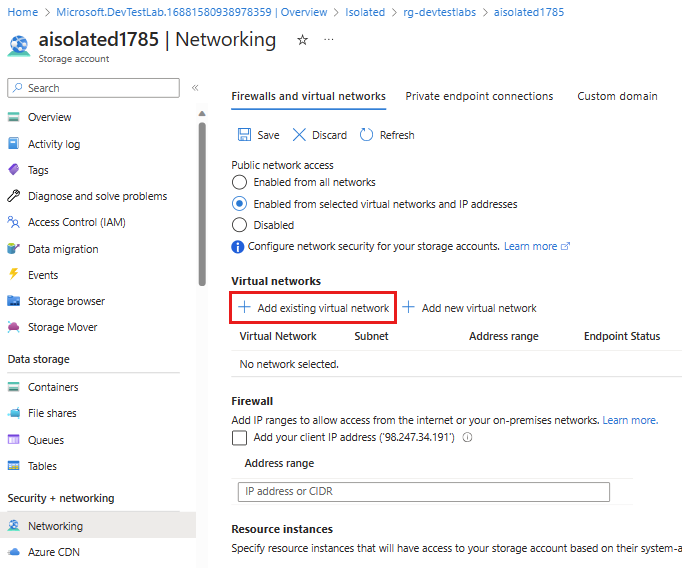 Home > Microsoft.DevTestLab.16881580938978359 | Overview > Isolated > rg-devtestlabs > aisolated1785
aisolated1785 | Networking ☆ ...
Storage account
Search
«
Overview
Activity log
Tags
Diagnose and solve problems
Access Control (IAM)
Data migration
Events
Storage browser
Storage Mover
Data storage
Containers
File shares
Queues
Tables
Security + networking
Networking
Azure CDN
Firewalls and virtual networks Private endpoint connections Custom domain
Save Discard Refresh
Public network access
Enabled from all networks
Enabled from selected virtual networks and IP addresses
Disabled
Configure network security for your storage accounts. Learn more
Virtual networks
+ Add existing virtual network + Add new virtual network
Virtual Network Subnet Address range Endpoint Status
No network selected.
Firewall
Add IP ranges to allow access from the internet or your on-premises networks. Learn more.
Add your client IP address ('98.247.34.191')
Address range
IP address or CIDR
Resource instances
Specify resource instances that will have access to your storage account based on their system-a